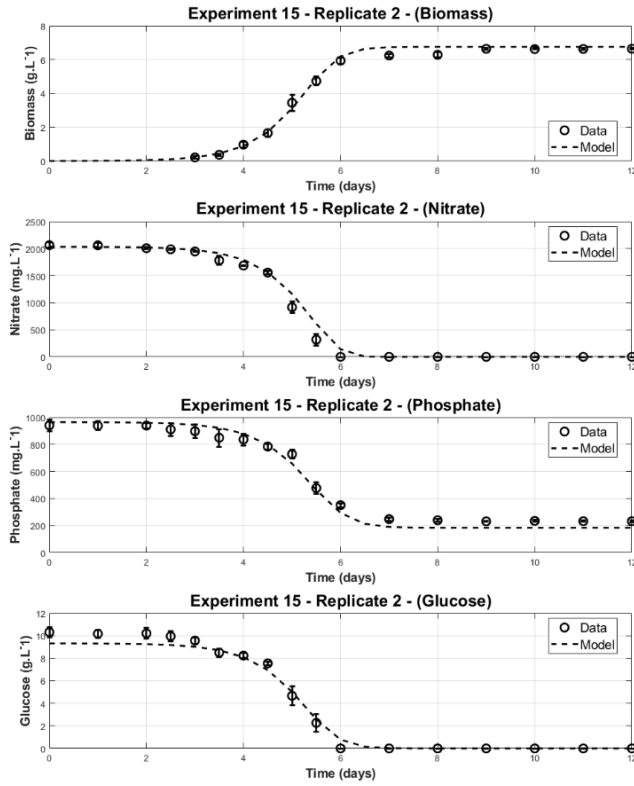 Experiment 15 - Replicate 2 - (Biomass)
8
6
4
2
0
Biomass (g.L⁻¹)
Data
Model
0 2 4 6 8 10 12
Time (days)
Experiment 15 - Replicate 2 - (Nitrate)
2500
2000
1500
1000
500
0
Nitrate (mg.L⁻¹)
Data
Model
0 2 4 6 8 10 12
Time (days)
Experiment 15 - Replicate 2 - (Phosphate)
1000
800
600
400
200
0
Phosphate (mg.L⁻¹)
Data
Model
0 2 4 6 8 10 12
Time (days)
Experiment 15 - Replicate 2 - (Glucose)
12
10
8
6
4
2
0
Glucose (g.L⁻¹)
Data
Model
0 2 4 6 8 10 12
Time (days)